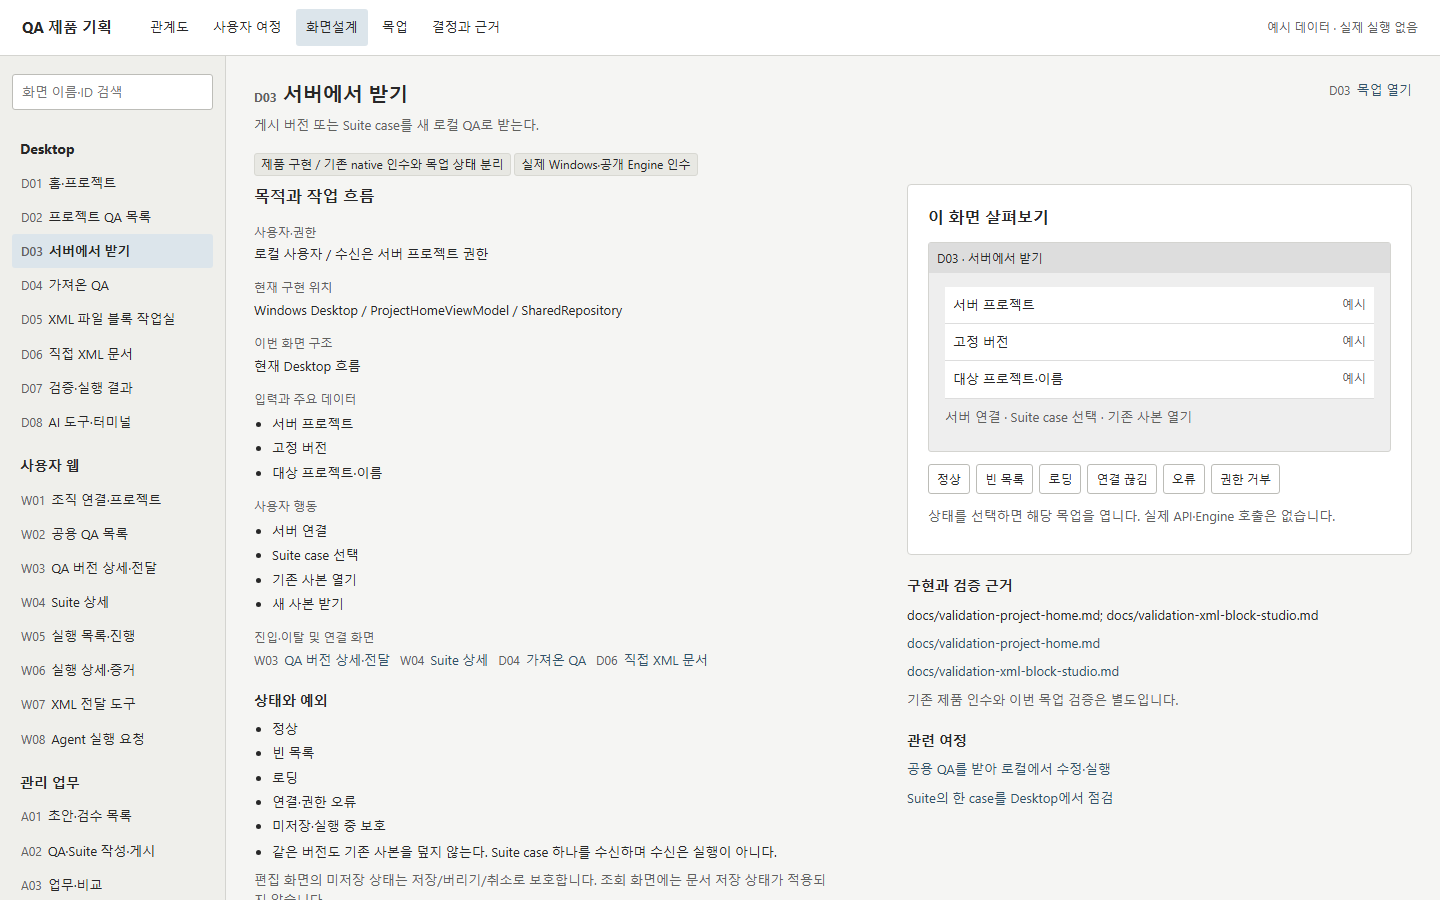 QA 제품 기획
관계도
사용자 여정
화면설계
목업
결정과 근거
예시 데이터 · 실제 실행 없음
화면 이름·ID 검색
Desktop
D01 홈·프로젝트
D02 프로젝트 QA 목록
D03 서버에서 받기
D04 가져온 QA
D05 XML 파일 블록 작업실
D06 직접 XML 문서
D07 검증·실행 결과
D08 AI 도구·터미널
사용자 웹
W01 조직 연결·프로젝트
W02 공용 QA 목록
W03 QA 버전 상세·전달
W04 Suite 상세
W05 실행 목록·진행
W06 실행 상세·증거
W07 XML 전달 도구
W08 Agent 실행 요청
관리 업무
A01 초안·검수 목록
A02 QA·Suite 작성·게시
A03 업무·비교
D03 서버에서 받기
D03 목업 열기
게시 버전 또는 Suite case를 새 로컬 QA로 받는다.
제품 구현 / 기존 native 인수와 목업 상태 분리
실제 Windows·공개 Engine 인수
목적과 작업 흐름
사용자·권한
로컬 사용자 / 수신은 서버 프로젝트 권한
현재 구현 위치
Windows Desktop / ProjectHomeViewModel / SharedRepository
이번 화면 구조
현재 Desktop 흐름
입력과 주요 데이터
서버 프로젝트
고정 버전
대상 프로젝트·이름
사용자 행동
서버 연결
Suite case 선택
기존 사본 열기
새 사본 받기
진입·이탈 및 연결 화면
W03 QA 버전 상세·전달 W04 Suite 상세 D04 가져온 QA D06 직접 XML 문서
상태와 예외
정상
빈 목록
로딩
연결·권한 오류
미저장·실행 중 보호
같은 버전도 기존 사본을 덮지 않는다. Suite case 하나를 수신하며 수신은 실행이 아니다.
편집 화면의 미저장 상태는 저장/버리기/취소로 보호합니다. 조회 화면에는 문서 저장 상태가 적용되
지 않습니다.
이 화면 살펴보기
D03 · 서버에서 받기
서버 프로젝트 예시
고정 버전 예시
대상 프로젝트·이름 예시
서버 연결 · Suite case 선택 · 기존 사본 열기
정상
빈 목록
로딩
연결 끊김
오류
권한 거부
상태를 선택하면 해당 목업을 엽니다. 실제 API·Engine 호출은 없습니다.
구현과 검증 근거
docs/validation-project-home.md; docs/validation-xml-block-studio.md
docs/validation-project-home.md
docs/validation-xml-block-studio.md
기존 제품 인수와 이번 목업 검증은 별도입니다.
관련 여정
공용 QA를 받아 로컬에서 수정·실행
Suite의 한 case를 Desktop에서 점검